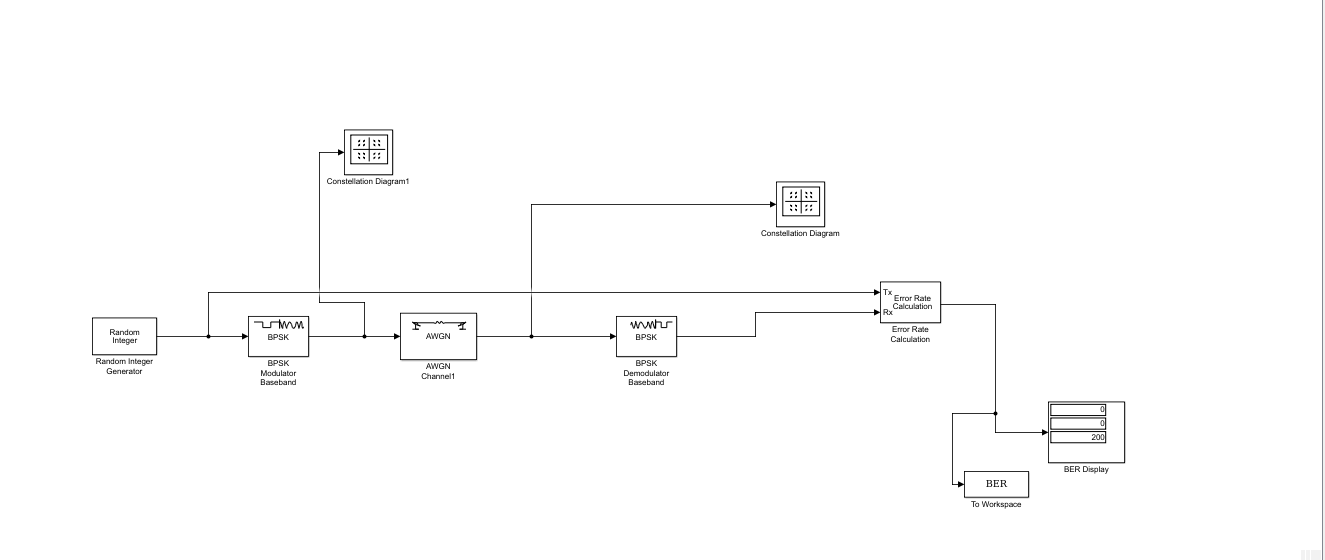 Constellation Diagram1
Constellation Diagram
Tx
Error Rate
Calculation
Rx
Error Rate
Calculation
Random
Integer
Random Integer
Generator
BPSK
BPSK
Modulator
Baseband
AWGN
AWGN
Channel1
BPSK
BPSK
Demodulator
Baseband
0
0
200
BER Display
BER
To Workspace